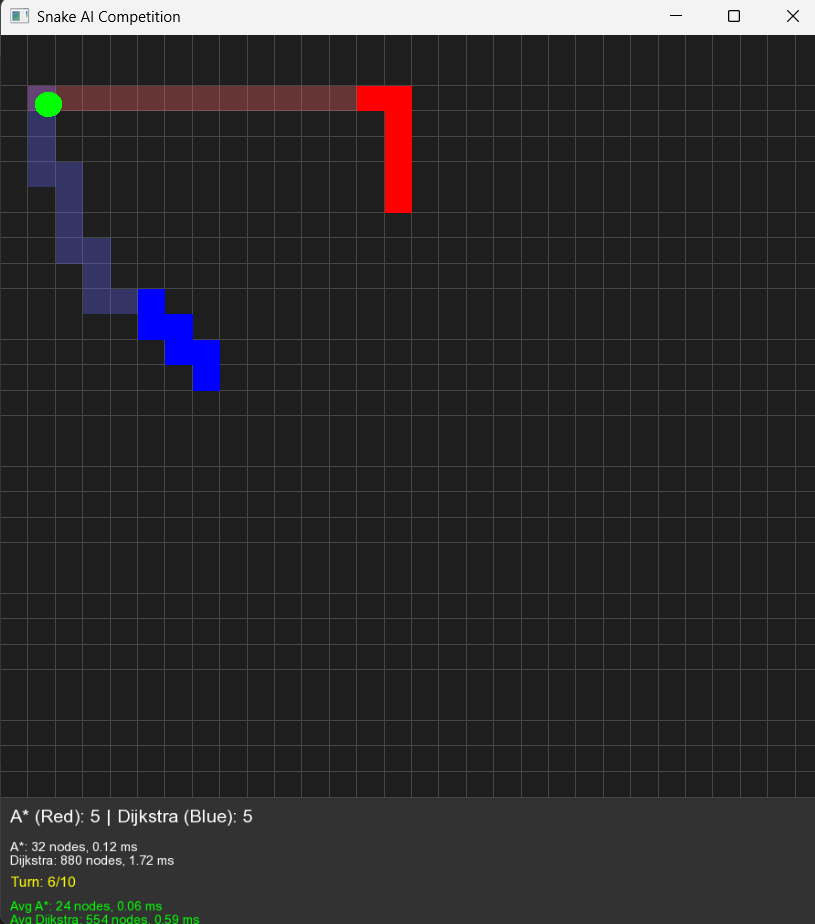 Snake AI Competition
A* (Red): 5 | Dijkstra (Blue): 5
A*: 32 nodes, 0.12 ms
Dijkstra: 880 nodes, 1.72 ms
Turn: 6/10
Avg A*: 24 nodes, 0.06 ms
Avg Dijkstra: 554 nodes, 0.59 ms